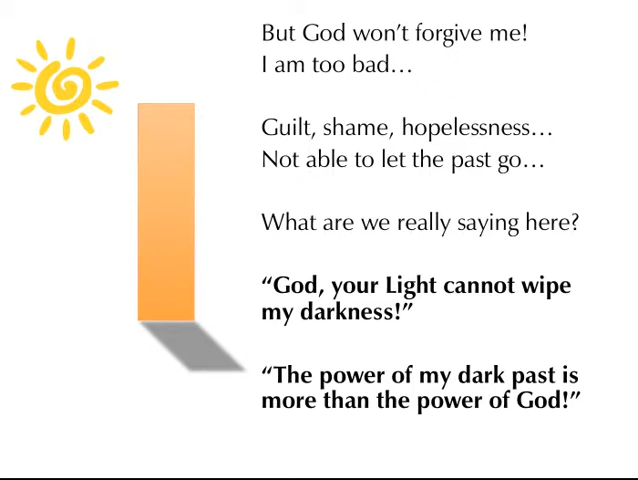 But God won’t forgive me!
I am too bad…
Guilt, shame, hopelessness…
Not able to let the past go…
What are we really saying here?
“God, your Light cannot wipe
my darkness!”
“The power of my dark past is
more than the power of God!”